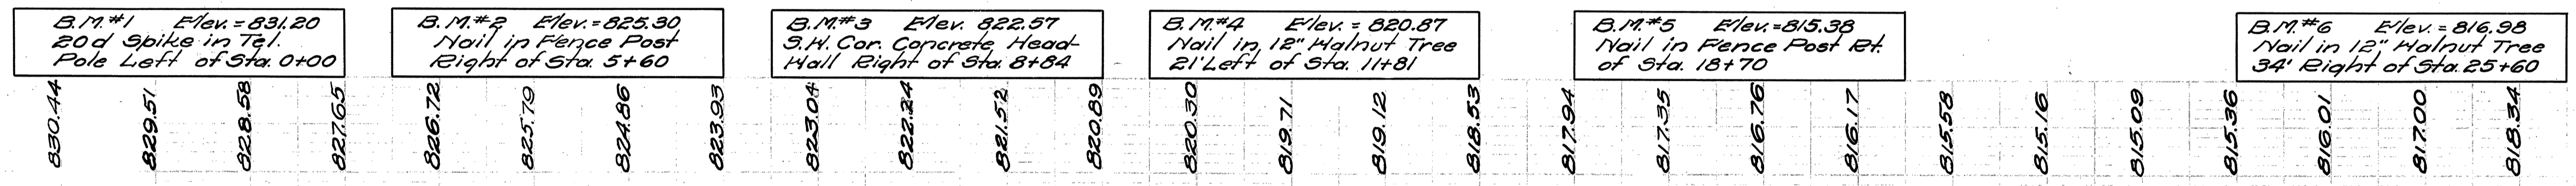 B.M.#1 Elev. = 831.20
20d Spike in Tel.
Pole Left of Sta. 0+00
B.M.#2 Elev. = 825.30
Nail in Fence Post
Right of Sta. 5+60
B.M.#3 Elev. 822.57
S.W. Cor. Concrete Head-
Wall Right of Sta. 8+84
B.M.#4 Elev. = 820.87
Nail in 12" Walnut Tree
21' Left of Sta. 11+81
B.M.#5 Elev. = 815.38
Nail in Fence Post Rt.
of Sta. 18+70
B.M.#6 Elev. = 816.98
Nail in 12" Walnut Tree
34' Right of Sta. 25+60
830.44
829.51
828.58
827.65
826.72
825.79
824.86
823.93
823.04
822.24
821.52
820.89
820.30
819.71
819.12
818.53
817.94
817.35
816.76
816.17
815.58
815.16
815.09
815.36
816.01
817.00
818.34